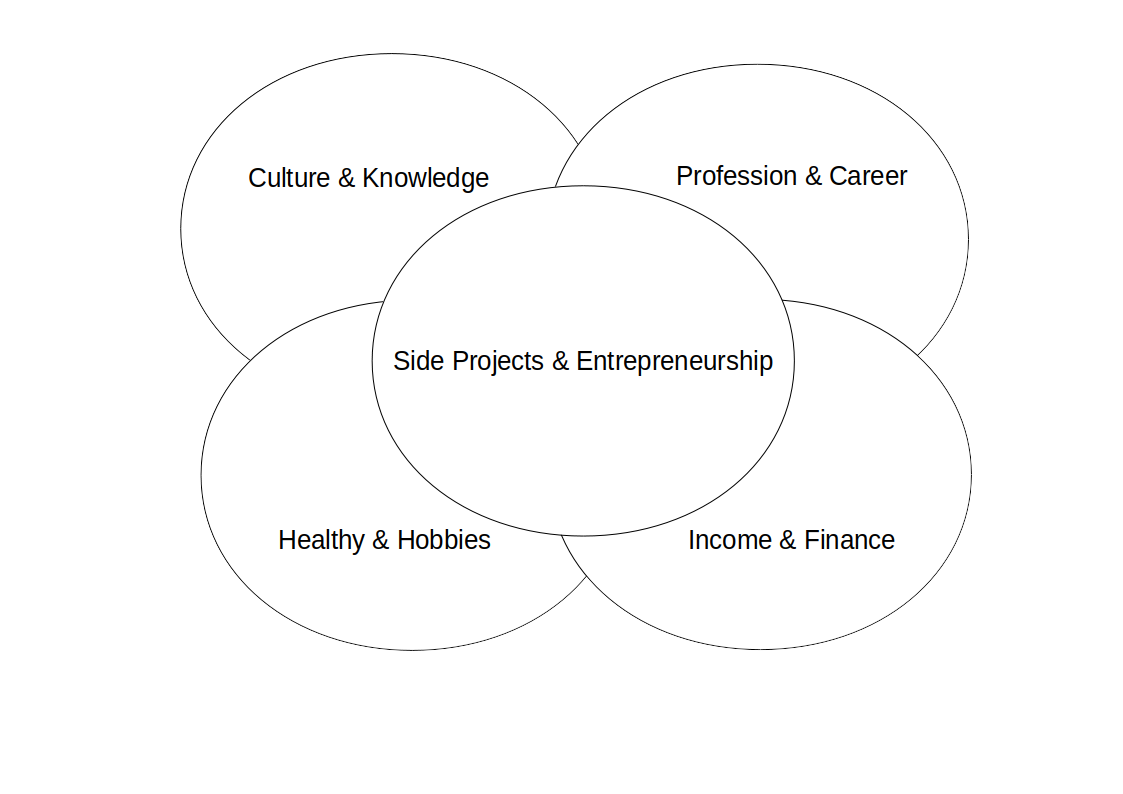 Culture & Knowledge
Profession & Career
Side Projects & Entrepreneurship
Healthy & Hobbies
Income & Finance